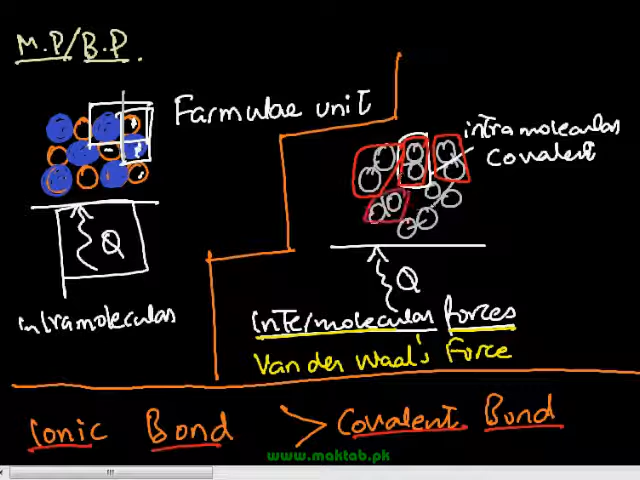 M.P/B.P.
Farmulae unit
intramolecular
covalent
Q
Q
intramolecular
Intermolecular forces
Van der Waal's Force
Ionic Bond > Covalent Bond
www.maktab.pk